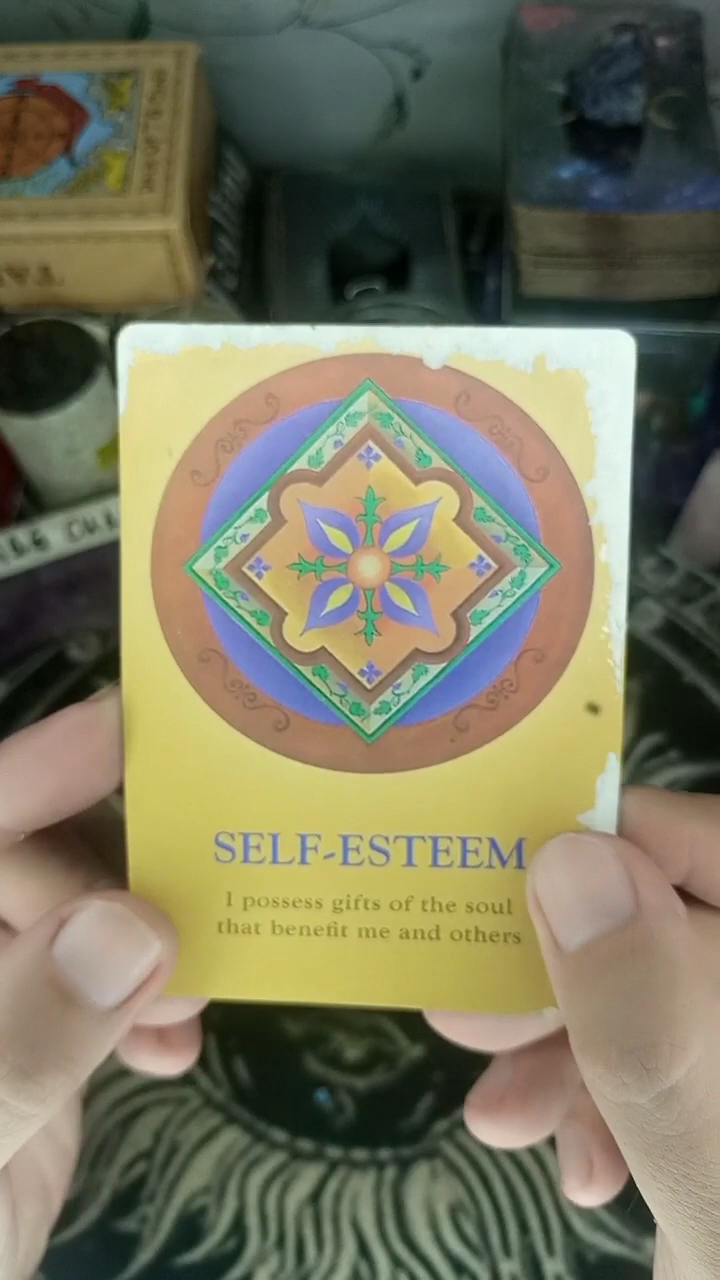 SELF-ESTEEM
I possess gifts of the soul
that benefit me and others